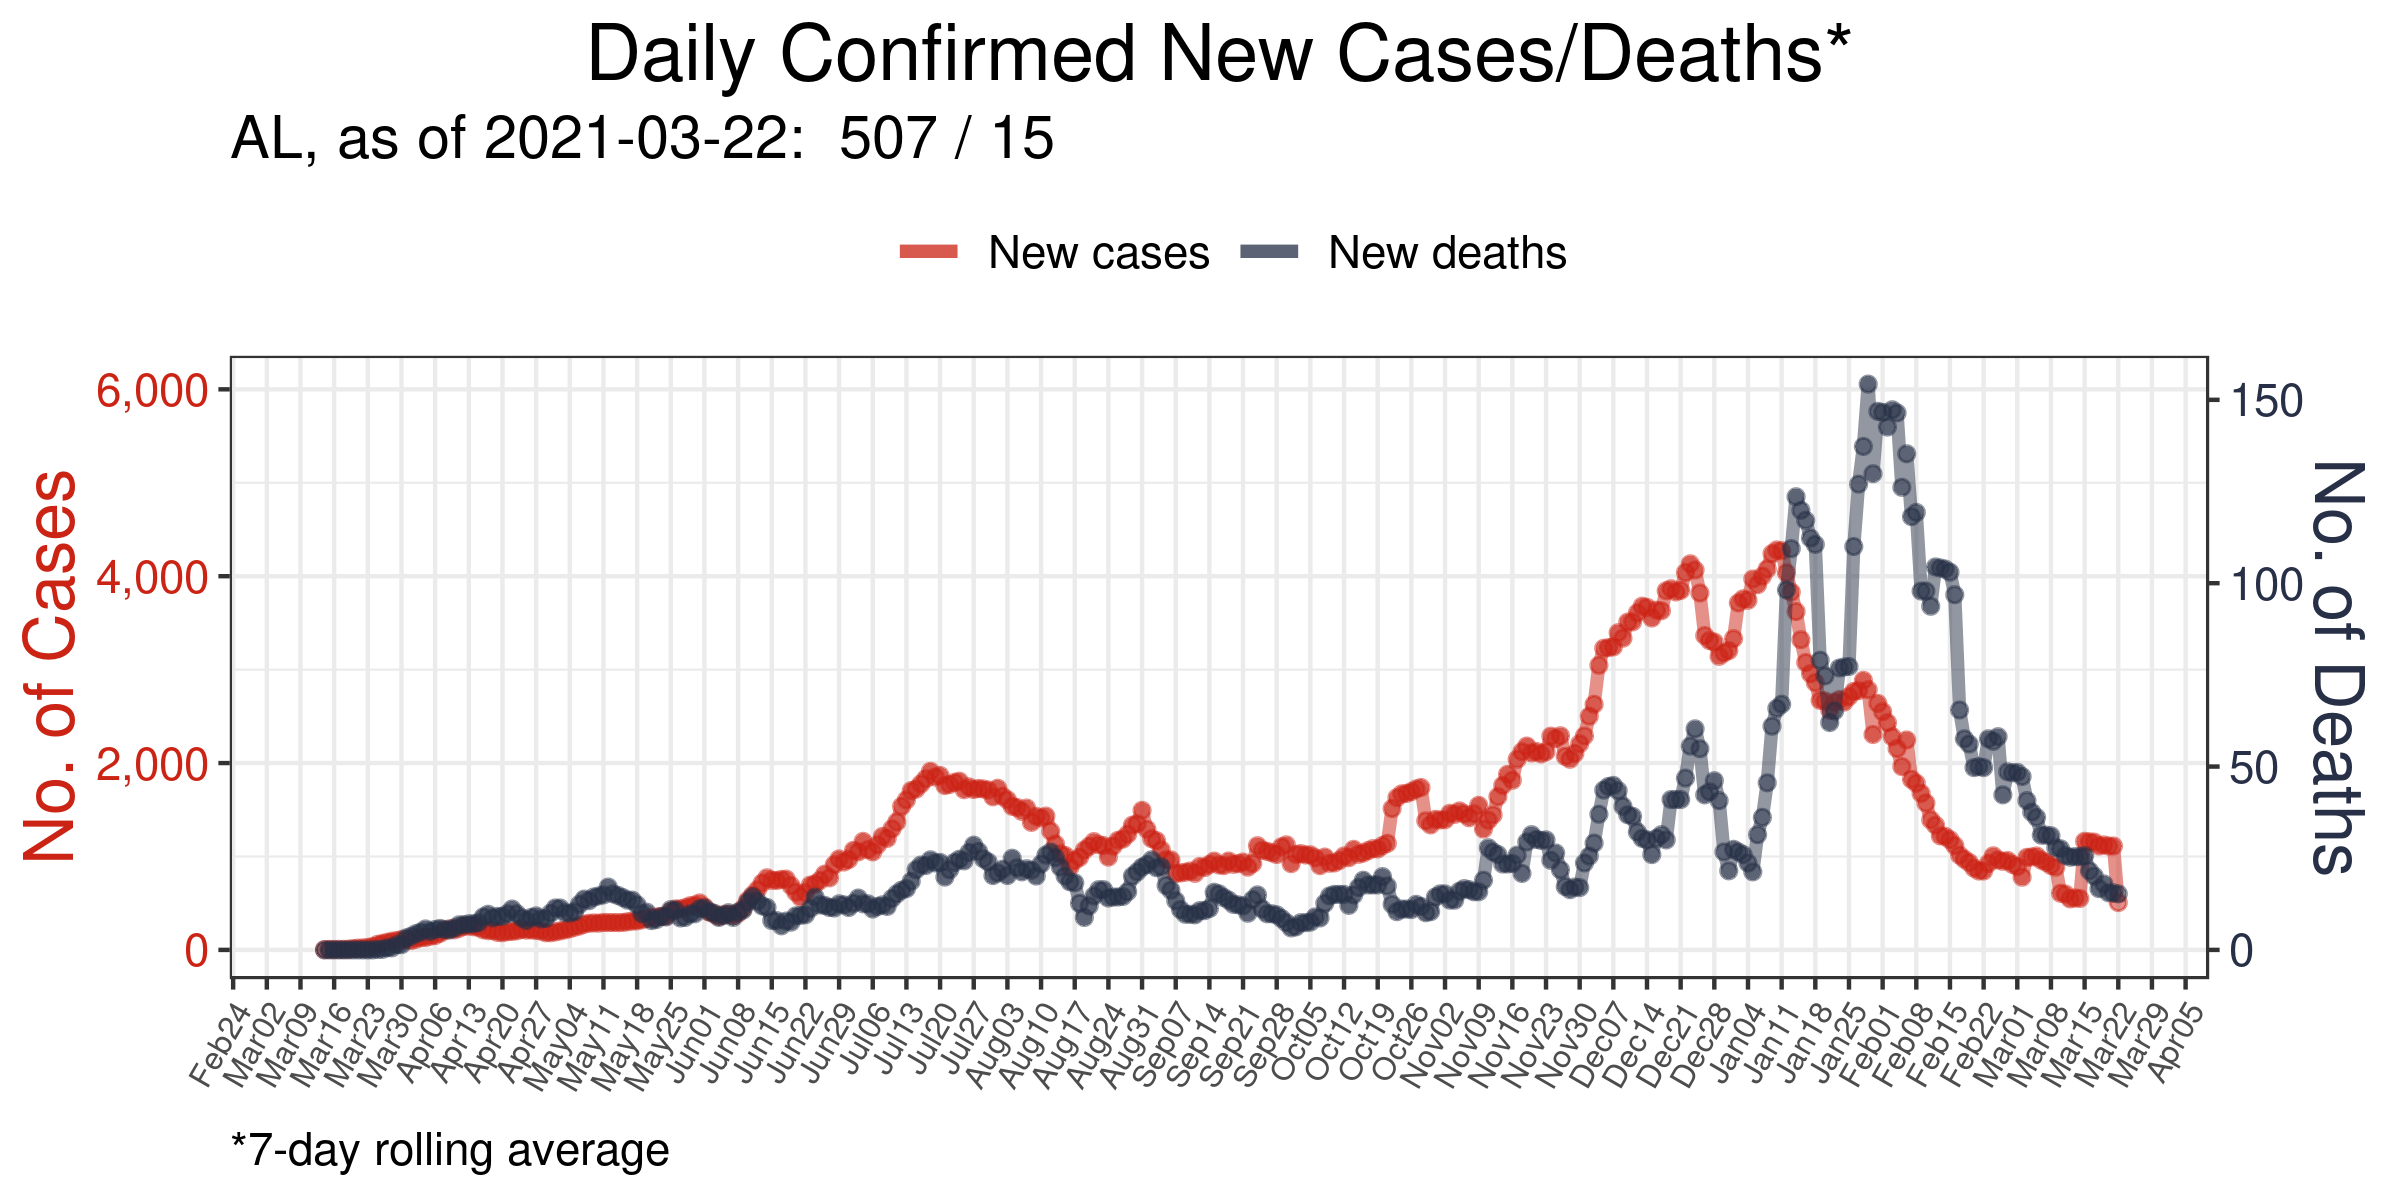 Daily Confirmed New Cases/Deaths*
AL, as of 2021-03-22:  507 / 15
New cases
New deaths
No. of Cases
6,000
4,000
2,000
0
150
100
50
0
No. of Deaths
Feb24
Mar02
Mar09
Mar16
Mar23
Mar30
Apr06
Apr13
Apr20
Apr27
May04
May11
May18
May25
Jun01
Jun08
Jun15
Jun22
Jun29
Jul06
Jul13
Jul20
Jul27
Aug03
Aug10
Aug17
Aug24
Aug31
Sep07
Sep14
Sep21
Sep28
Oct05
Oct12
Oct19
Oct26
Nov02
Nov09
Nov16
Nov23
Nov30
Dec07
Dec14
Dec21
Dec28
Jan04
Jan11
Jan18
Jan25
Feb01
Feb08
Feb15
Feb22
Mar01
Mar08
Mar15
Mar22
Mar29
Apr05
*7-day rolling average